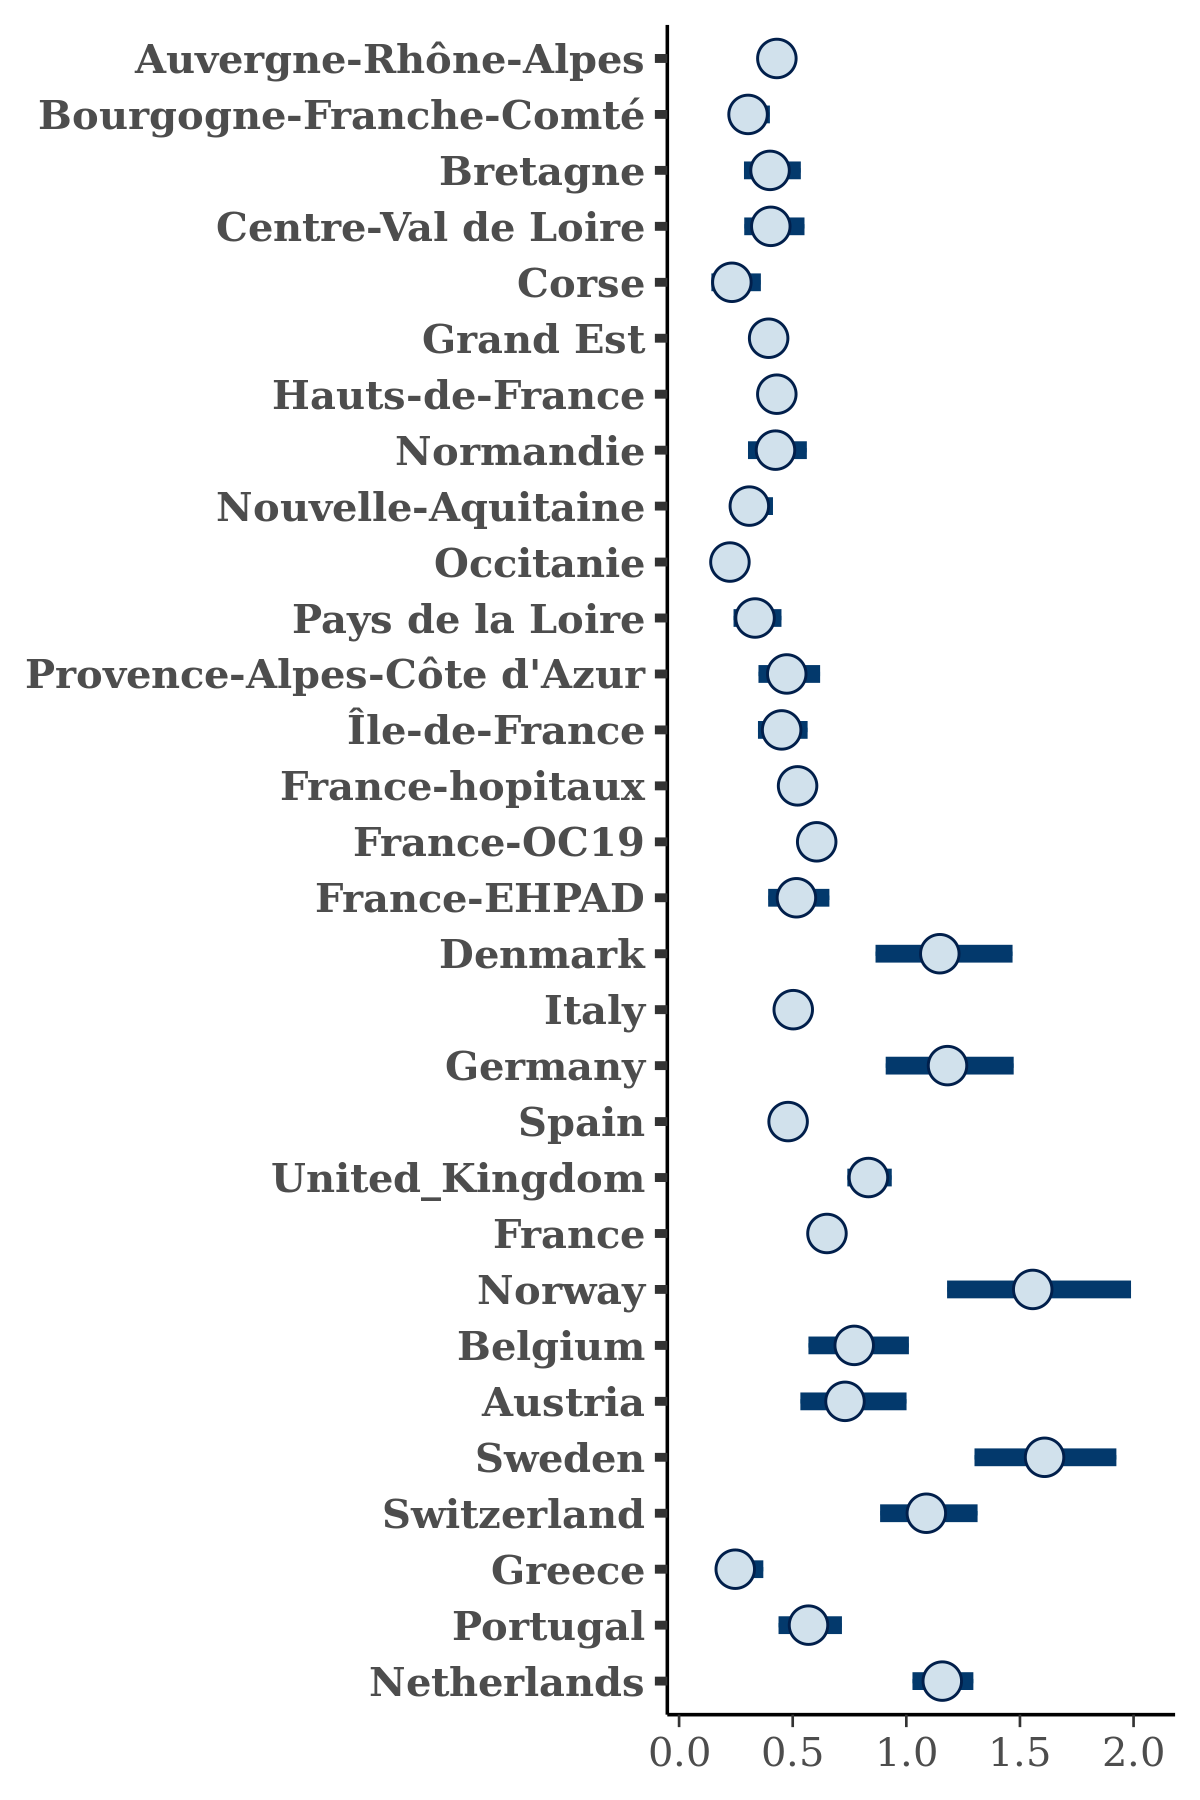 Auvergne-Rhône-Alpes
Bourgogne-Franche-Comté
Bretagne
Centre-Val de Loire
Corse
Grand Est
Hauts-de-France
Normandie
Nouvelle-Aquitaine
Occitanie
Pays de la Loire
Provence-Alpes-Côte d'Azur
Île-de-France
France-hopitaux
France-OC19
France-EHPAD
Denmark
Italy
Germany
Spain
United_Kingdom
France
Norway
Belgium
Austria
Sweden
Switzerland
Greece
Portugal
Netherlands
0.0 0.5 1.0 1.5 2.0